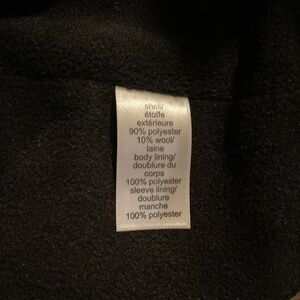 shell/
étoffe
extérieure
90% polyester
10% wool/
laine
body lining/
doublure du
corps
100% polyester
sleeve lining/
doublure
manche
100% polyester